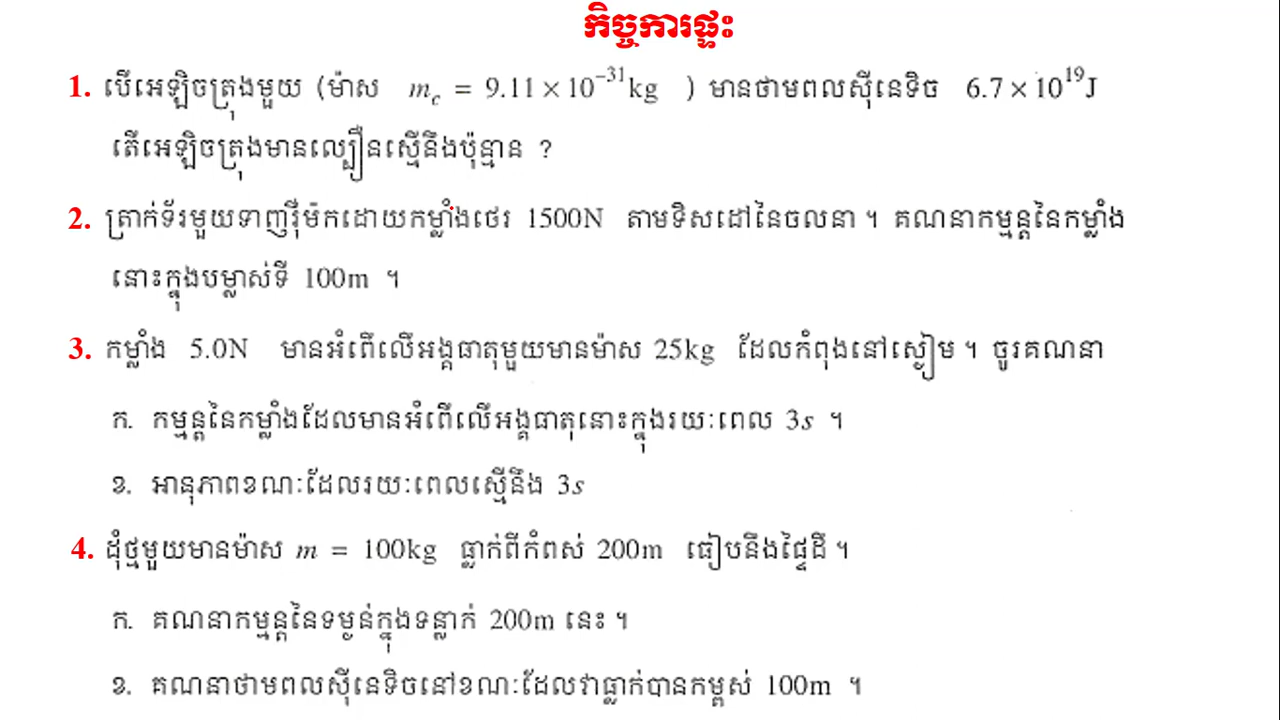 កិច្ចការផ្ទះ
1. បើអេឡិចត្រុងមួយ (ម៉ាស m_c = 9.11 × 10⁻³¹kg ) មានថាមពលស៊ីនេទិច 6.7 × 10¹⁹J
តើអេឡិចត្រុងមានល្បឿនស្មើនឹងប៉ុន្មាន ?
2. ត្រាក់ទ័រមួយទាញរ៉ឺម៉កដោយកម្លាំងថេរ 1500N តាមទិសដៅនៃចលនា ។ គណនាកម្មន្តនៃកម្លាំង
នោះក្នុងបម្លាស់ទី 100m ។
3. កម្លាំង 5.0N មានអំពើលើអង្គធាតុមួយមានម៉ាស 25kg ដែលកំពុងនៅស្ងៀម ។ ចូរគណនា
ក. កម្មន្តនៃកម្លាំងដែលមានអំពើលើអង្គធាតុនោះក្នុងរយៈពេល 3s ។
ខ. អានុភាពខណៈដែលរយៈពេលស្មើនឹង 3s
4. ដុំថ្មមួយមានម៉ាស m = 100kg ធ្លាក់ពីកំពស់ 200m ធៀបនឹងផ្ទៃដី ។
ក. គណនាកម្មន្តនៃទម្ងន់ក្នុងទន្លាក់ 200m នេះ ។
ខ. គណនាថាមពលស៊ីនេទិចនៅខណៈដែលវាធ្លាក់បានកម្ពស់ 100m ។